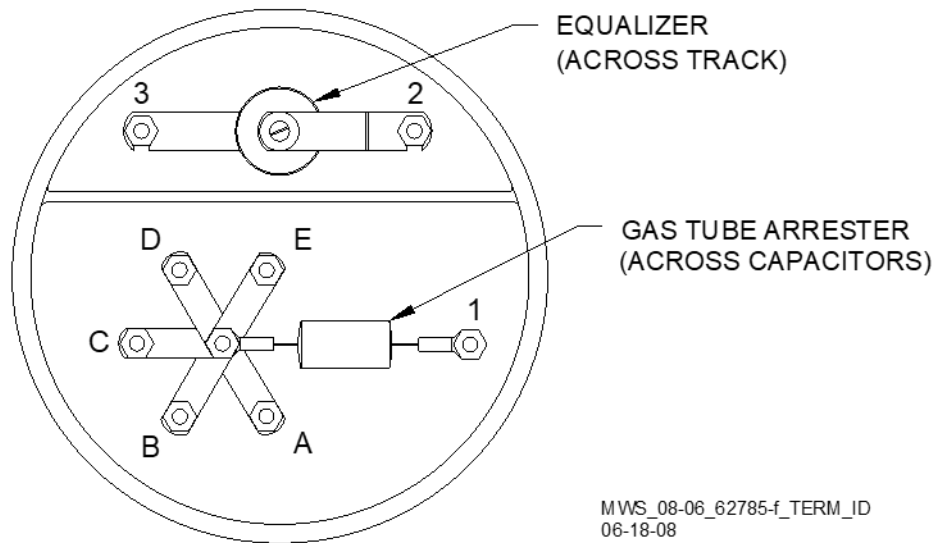 EQUALIZER
(ACROSS TRACK)
3
2
GAS TUBE ARRESTER
(ACROSS CAPACITORS)
D
E
1
C
B
A
MWS_08-06_62785-f_TERM_ID
06-18-08